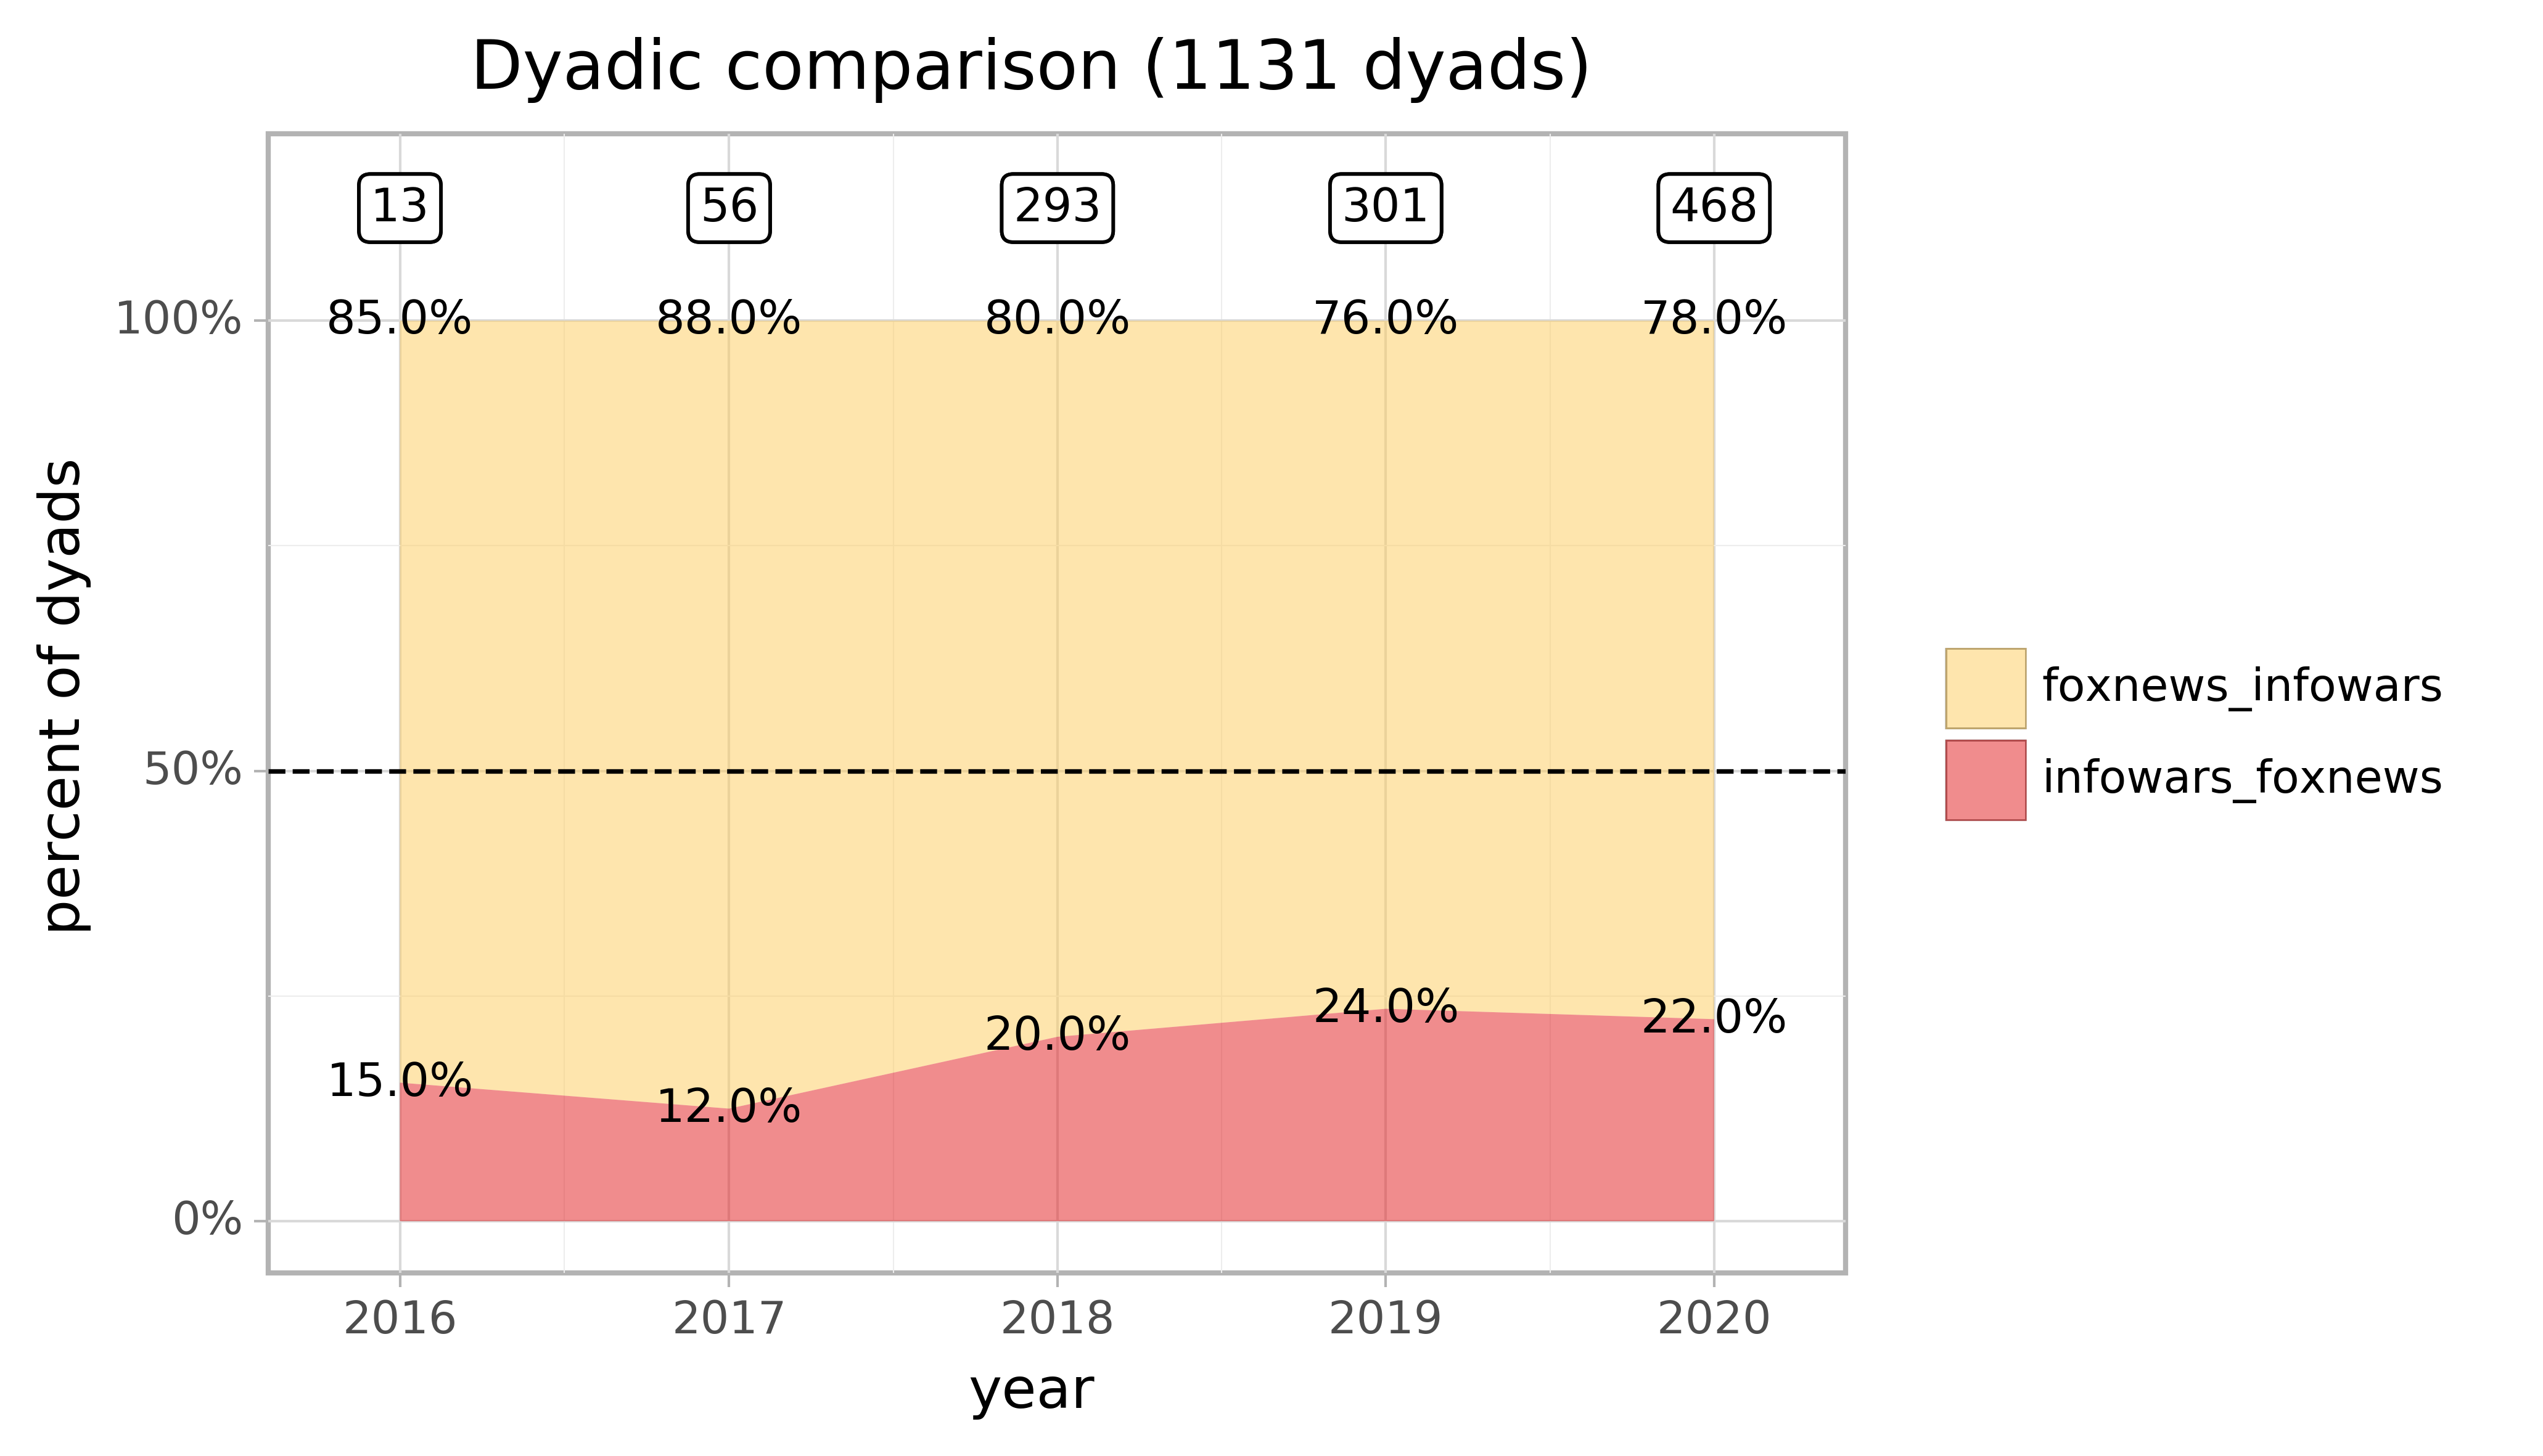 Dyadic comparison (1131 dyads)
13 56 293 301 468
100% 85.0% 88.0% 80.0% 76.0% 78.0%
percent of dyads
foxnews_infowars
50%
infowars_foxnews
15.0% 12.0% 20.0% 24.0% 22.0%
0%
2016 2017 2018 2019 2020
year